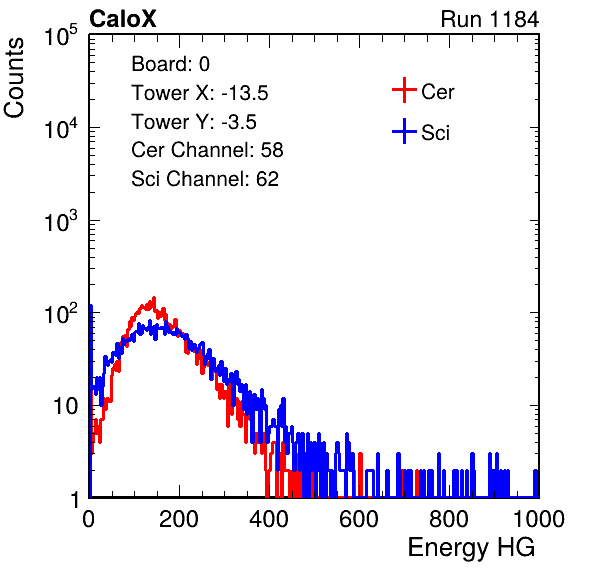 CaloX Run 1184
Counts
10^5
10^4
10^3
10^2
10
1
Board: 0
Tower X: -13.5
Tower Y: -3.5
Cer Channel: 58
Sci Channel: 62
Cer
Sci
0 200 400 600 800 1000
Energy HG